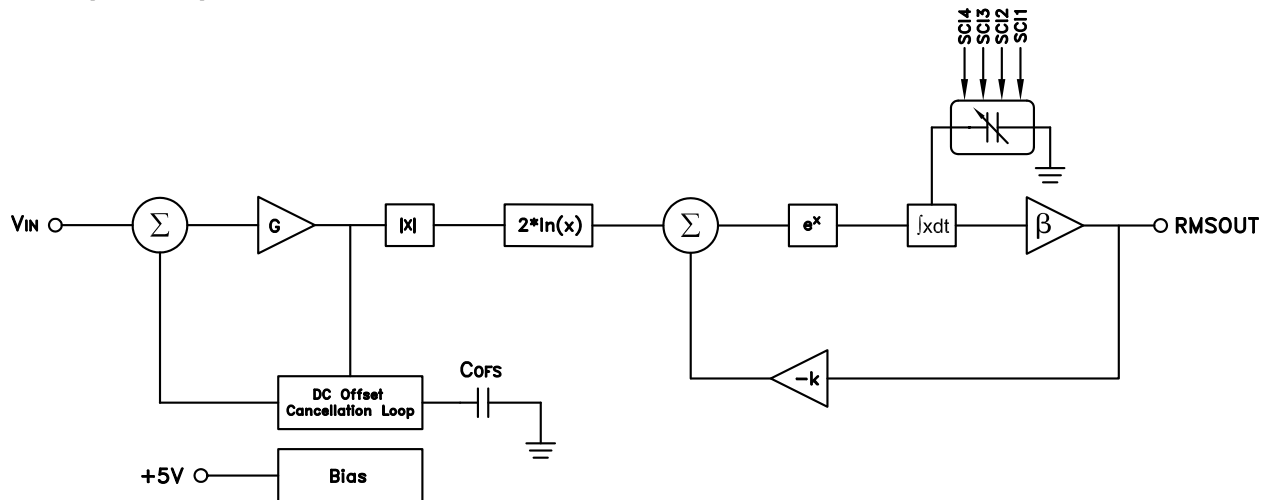 SCI4
SCI3
SCI2
SCI1
VIN
Σ
G
|X|
2*ln(x)
Σ
e^x
∫xdt
β
RMSOUT
-k
COFS
DC Offset
Cancellation Loop
+5V
Bias